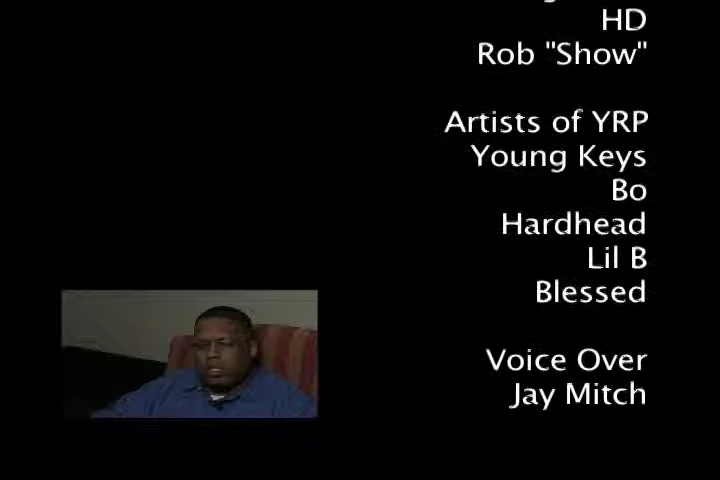 HD
Rob "Show"
Artists of YRP
Young Keys
Bo
Hardhead
Lil B
Blessed
Voice Over
Jay Mitch